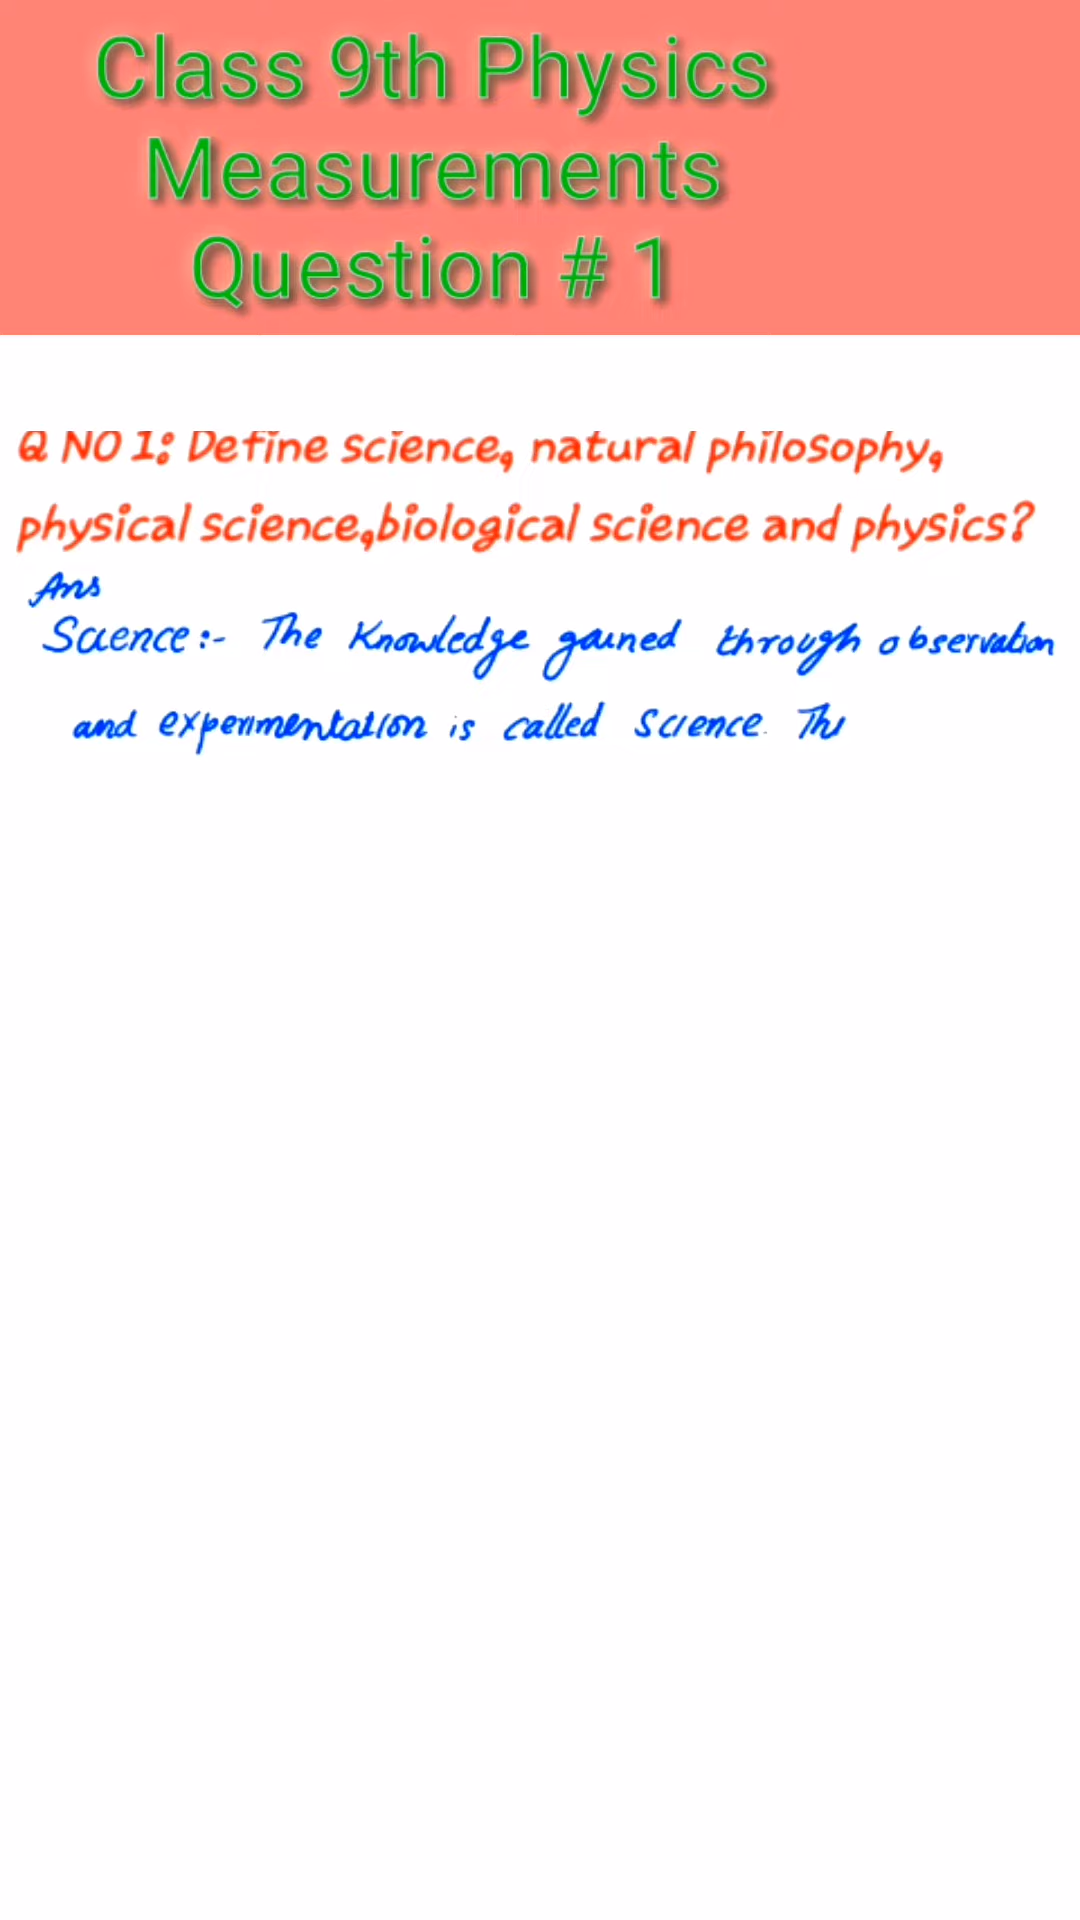 Class 9th Physics
Measurements
Question # 1
Q NO 1: Define science, natural philosophy,
physical science,biological science and physics?
Ans
Science:- The Knowledge gained through observation
and experimentation is called Science. Thi